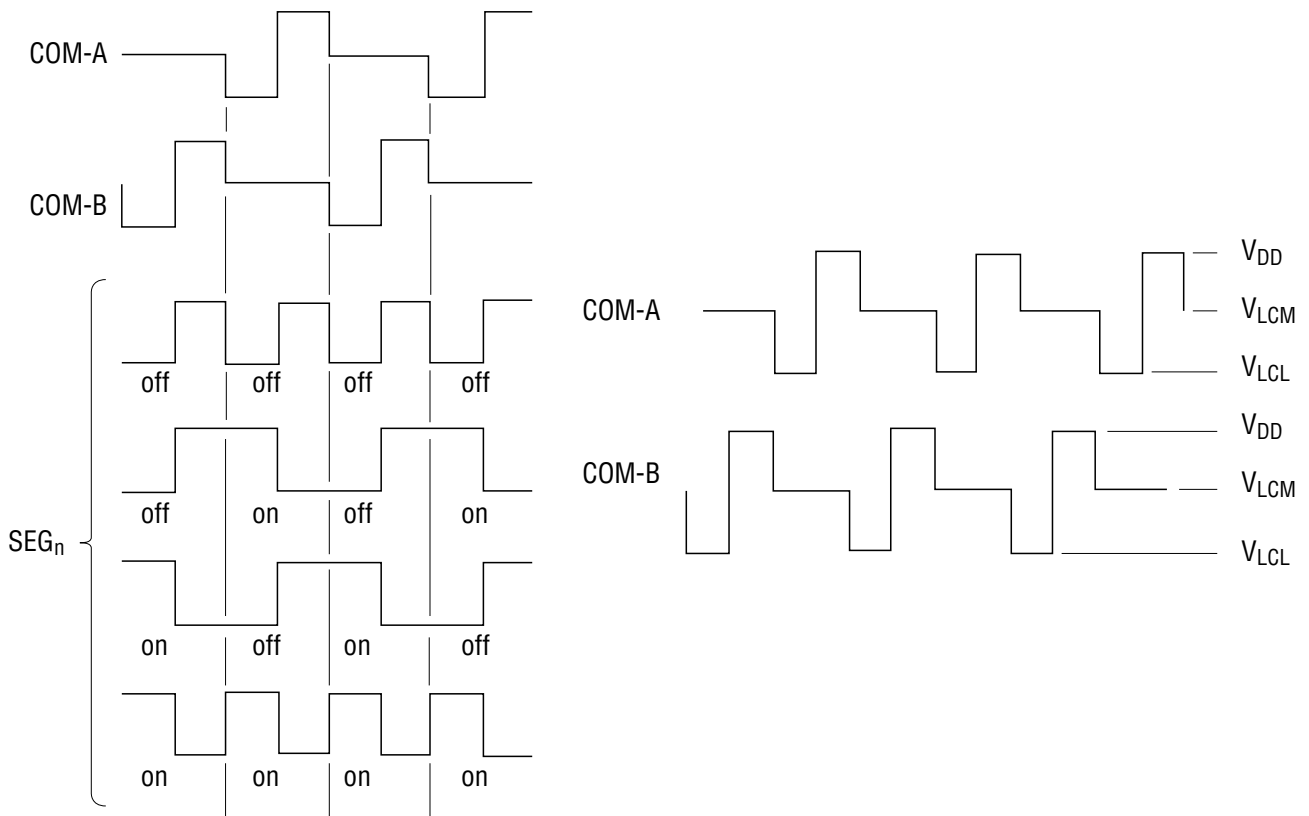 COM-A
COM-B
off off off off
off on off on
SEGn
on off on off
on on on on
COM-A
VDD
VLCM
VLCL
COM-B
VDD
VLCM
VLCL